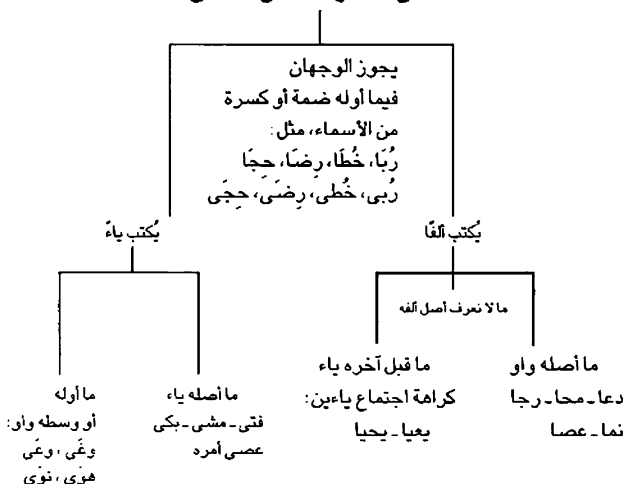 يجوز الوجهان
فيما أوله ضمة أو كسرة
من الأسماء، مثل:
رُبَا، خُطَا، رِضَا، حِجَا
رُبى، خُطى، رِضَى، حِجَى
يُكتب ألفًا
يُكتب ياءً
ما لا نعرف أصل ألفه
ما أصله واو
دعا ـ محا ـ رجا
نما ـ عصا
ما قبل آخره ياء
كراهة اجتماع ياءين:
يعيا ـ يحيا
ما أصله ياء
فتى ـ مشى ـ بكى
عصى أمره
ما أوله
أو وسطه واو:
وغَى، وعَى
هوَى، نوَى